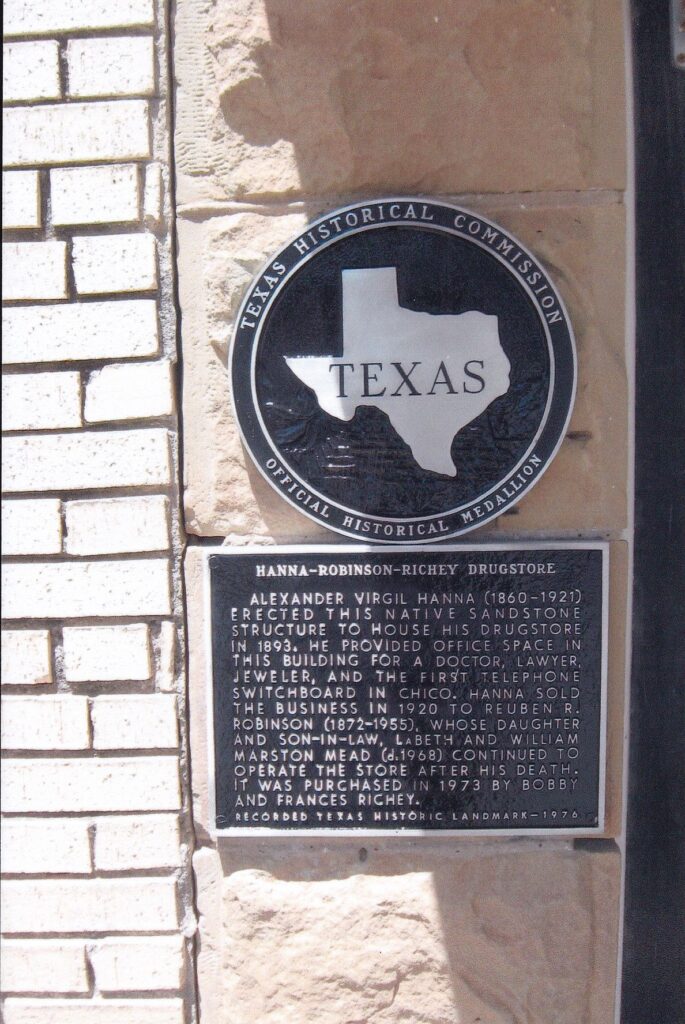 TEXAS HISTORICAL COMMISSION
TEXAS
OFFICIAL HISTORICAL MEDALLION
HANNA-ROBINSON-RICHEY DRUGSTORE
ALEXANDER VIRGIL HANNA (1860-1921)
ERECTED THIS NATIVE SANDSTONE
STRUCTURE TO HOUSE HIS DRUGSTORE
IN 1893. HE PROVIDED OFFICE SPACE IN
THIS BUILDING FOR A DOCTOR, LAWYER,
JEWELER, AND THE FIRST TELEPHONE
SWITCHBOARD IN CHICO. HANNA SOLD
THE BUSINESS IN 1920 TO REUBEN R.
ROBINSON (1872-1955), WHOSE DAUGHTER
AND SON-IN-LAW, LaBETH AND WILLIAM
MARSTON MEAD (d.1968) CONTINUED TO
OPERATE THE STORE AFTER HIS DEATH.
IT WAS PURCHASED IN 1973 BY BOBBY
AND FRANCES RICHEY.
RECORDED TEXAS HISTORIC LANDMARK-1976